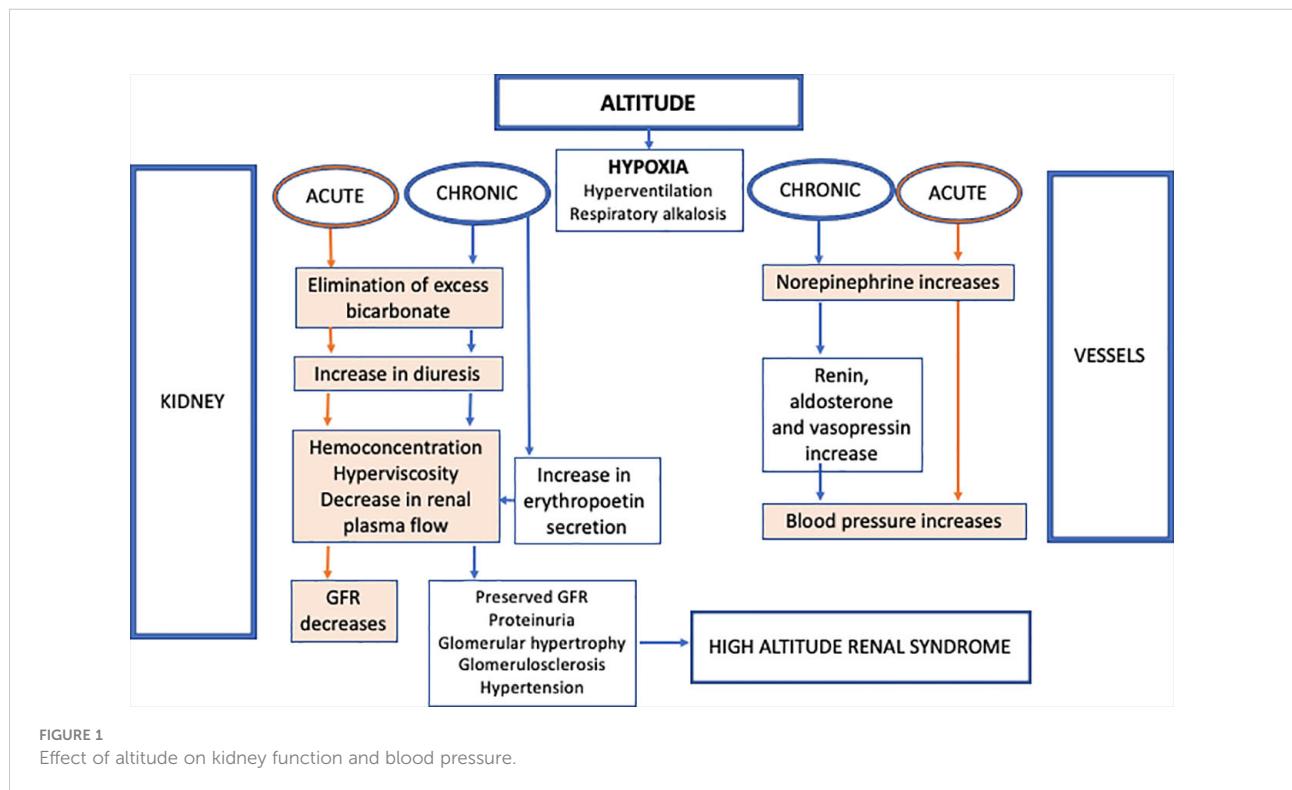 ALTITUDE
HYPOXIA
Hyperventilation
Respiratory alkalosis
KIDNEY
ACUTE
CHRONIC
Elimination of excess
bicarbonate
Increase in diuresis
Hemoconcentration
Hyperviscosity
Decrease in renal
plasma flow
Increase in
erythropoetin
secretion
GFR
decreases
Preserved GFR
Proteinuria
Glomerular hypertrophy
Glomerulosclerosis
Hypertension
HIGH ALTITUDE RENAL SYNDROME
CHRONIC
ACUTE
Norepinephrine increases
Renin,
aldosterone
and vasopressin
increase
Blood pressure increases
VESSELS
FIGURE 1
Effect of altitude on kidney function and blood pressure.